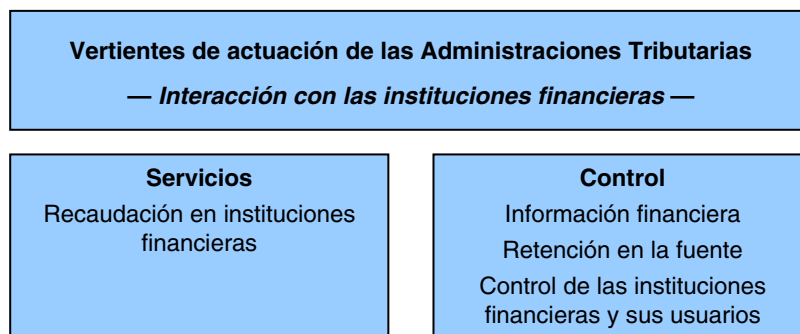 Vertientes de actuación de las Administraciones Tributarias
— Interacción con las instituciones financieras —
Servicios
Recaudación en instituciones
financieras
Control
Información financiera
Retención en la fuente
Control de las instituciones
financieras y sus usuarios